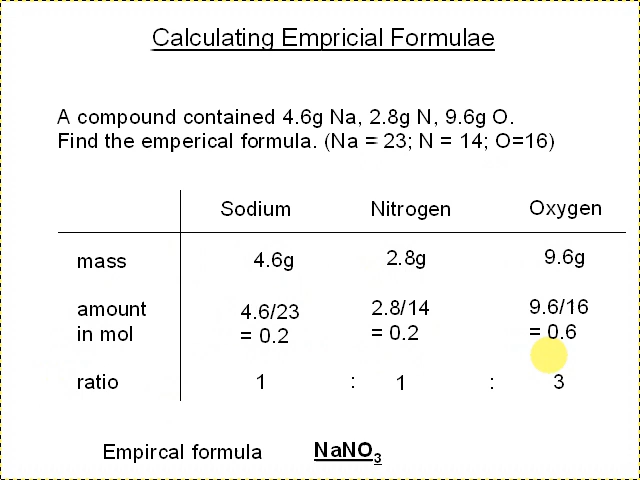 Calculating Empricial Formulae
A compound contained 4.6g Na, 2.8g N, 9.6g O.
Find the emperical formula. (Na = 23; N = 14; O=16)
Sodium Nitrogen Oxygen
mass 4.6g 2.8g 9.6g
amount 4.6/23 2.8/14 9.6/16
in mol = 0.2 = 0.2 = 0.6
ratio 1 : 1 : 3
Empircal formula NaNO₃